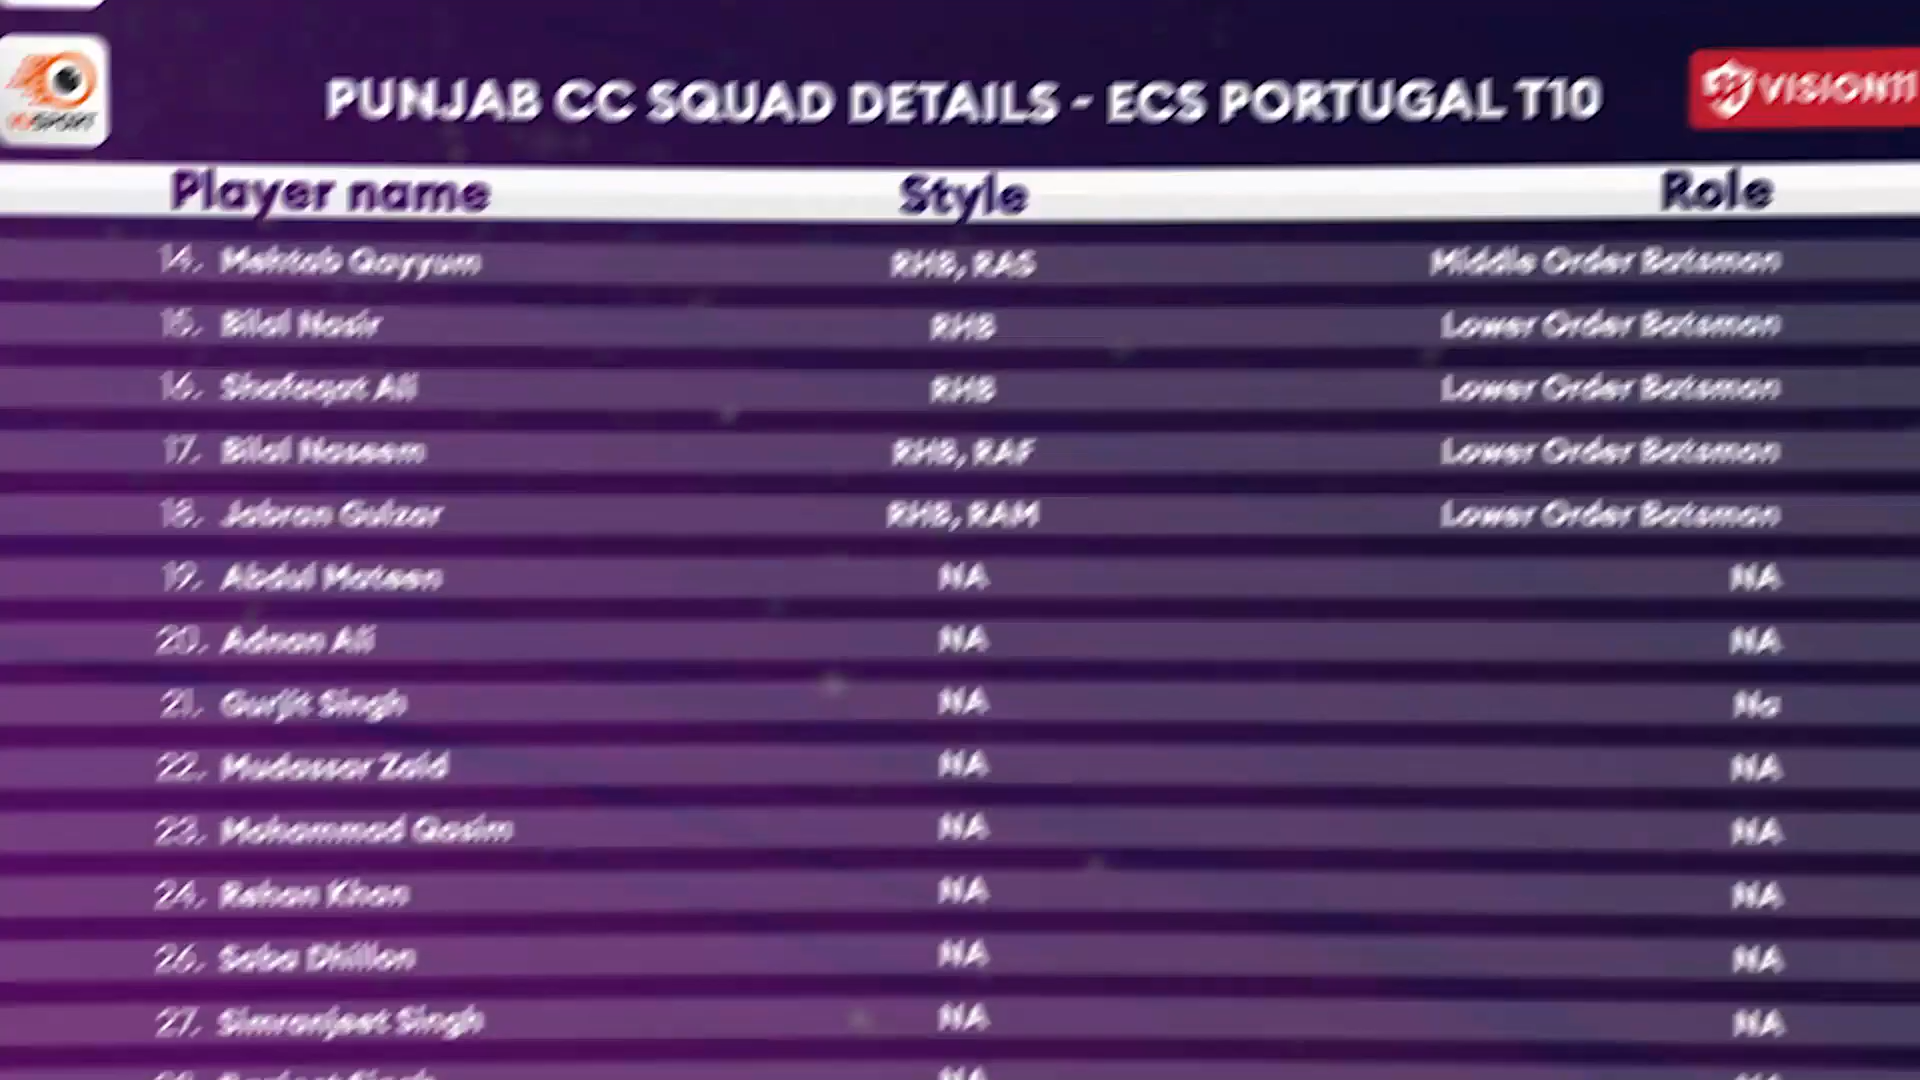 PUNJAB CC SQUAD DETAILS - ECS PORTUGAL T10
VISION11
Player name Style Role
14. Mehtab Qayyum RHB, RAS Middle Order Batsman
15. Bilal Nasir RHB Lower Order Batsman
16. Shafaqat Ali RHB Lower Order Batsman
17. Bilal Naseem RHB, RAF Lower Order Batsman
18. Jabran Gulzar RHB, RAM Lower Order Batsman
19. Abdul Mateen NA NA
20. Adnan Ali NA NA
21. Gurjit Singh NA Na
22. Mudassar Zaid NA NA
23. Mohammad Qasim NA NA
24. Rehan Khan NA NA
26. Saba Dhillon NA NA
27. Simranjeet Singh NA NA